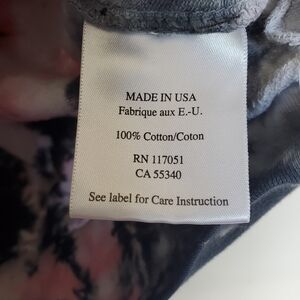 MADE IN USA
Fabrique aux E.-U.
100% Cotton/Coton
RN 117051
CA 55340
See label for Care Instruction